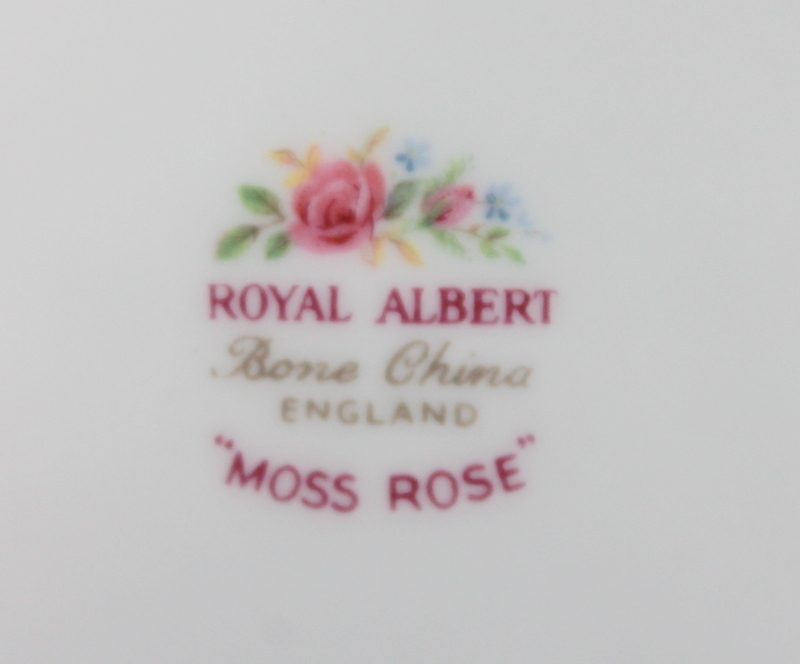 ROYAL ALBERT
Bone China
ENGLAND
"MOSS ROSE"